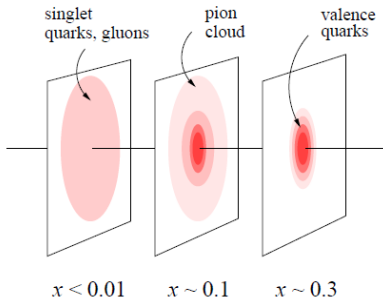 singlet
quarks, gluons
pion
cloud
valence
quarks
x < 0.01
x ~ 0.1
x ~ 0.3